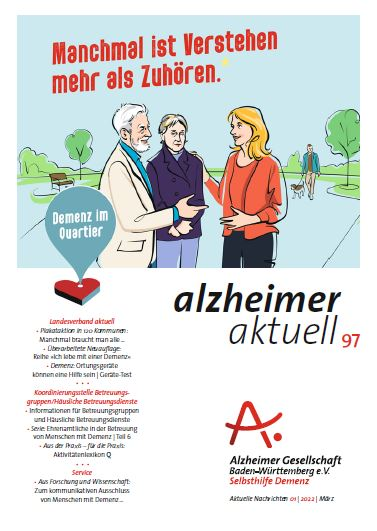 Manchmal ist Verstehen
mehr als Zuhören.*
Demenz im
Quartier
alzheimer
aktuell 97
Landesverband aktuell
• Plakataktion in 120 Kommunen:
Manchmal braucht man alle ...
• Überarbeitete Neuauflage:
Reihe »Ich lebe mit einer Demenz«
• Demenz: Ortungsgeräte
können eine Hilfe sein | Geräte-Test
• • •
Koordinierungsstelle Betreuungs-
gruppen/Häusliche Betreuungsdienste
• Informationen für Betreuungsgruppen
und Häusliche Betreuungsdienste
• Serie: Ehrenamtliche in der Betreuung
von Menschen mit Demenz | Teil 6
• Aus der Praxis – für die Praxis:
Aktivitätenlexikon Q
• • •
Service
• Aus Forschung und Wissenschaft:
Zum kommunikativen Ausschluss
von Menschen mit Demenz ...
Alzheimer Gesellschaft
Baden-Württemberg e.V.
Selbsthilfe Demenz
Aktuelle Nachrichten 01 | 2022 | März